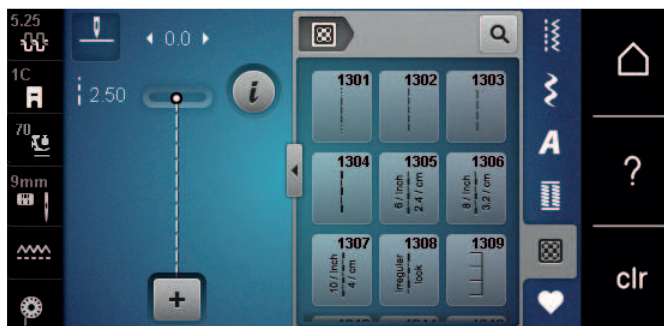 5.25
1C
70
9mm
0.0
2.50
i
+
1301
1302
1303
1304
1305
6 / Inch
2.4 / cm
1306
8 / Inch
3.2 / cm
1307
10 / Inch
4 / cm
1308
Irregular
look
1309
A
?
clr